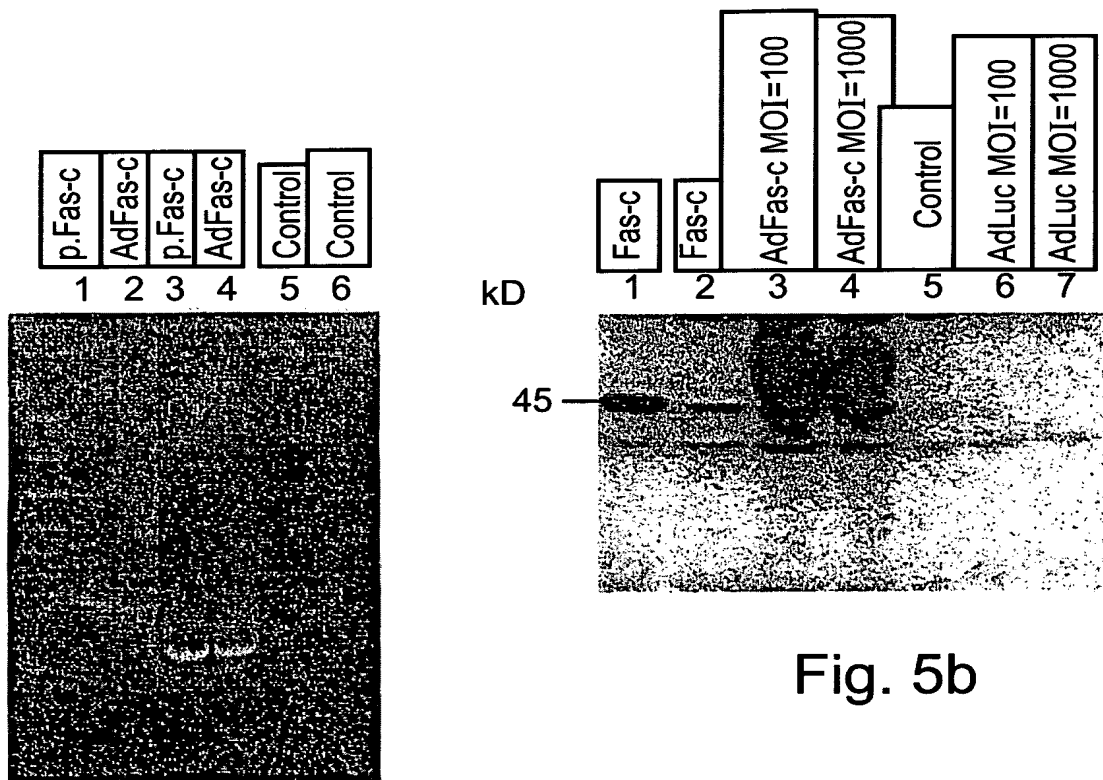 p.Fas-c
AdFas-c
p.Fas-c
AdFas-c
Control
Control
1 2 3 4 5 6
Fas-c
Fas-c
AdFas-c MOI=100
AdFas-c MOI=1000
Control
AdLuc MOI=100
AdLuc MOI=1000
kD
1 2 3 4 5 6 7
45
Fig. 5b